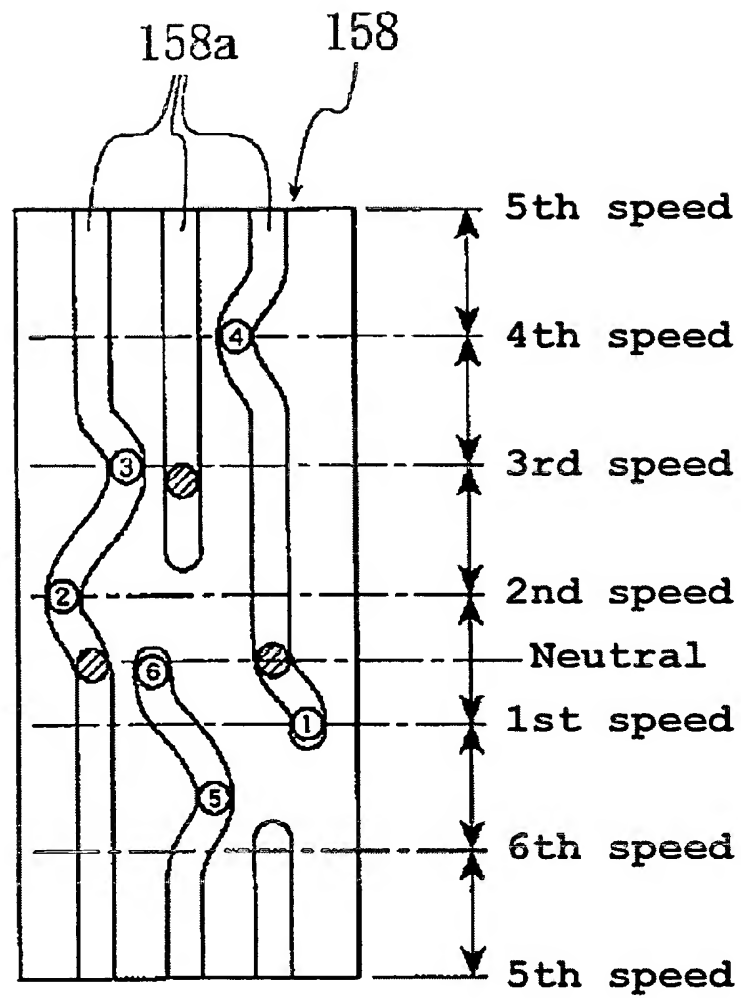 158a
158
5th speed
4th speed
4
3rd speed
3
2nd speed
2
Neutral
6
1st speed
1
5
6th speed
5th speed